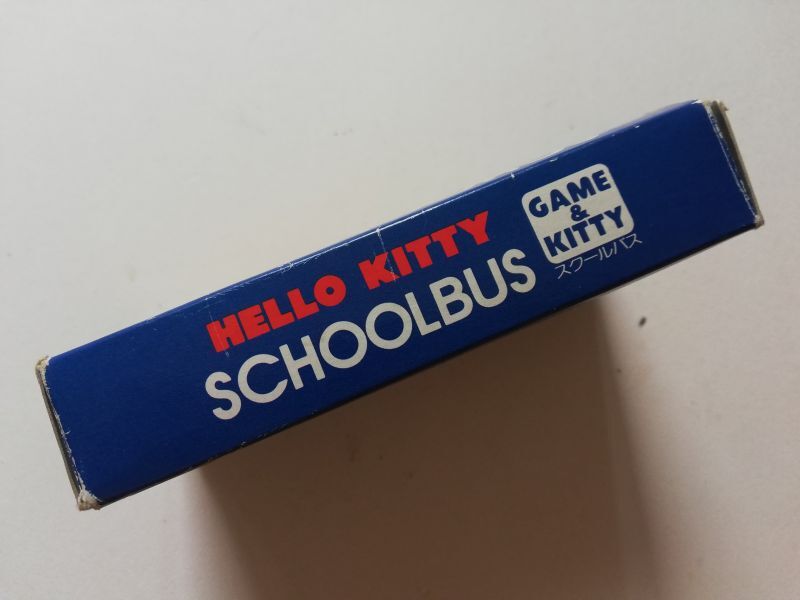 HELLO KITTY
SCHOOLBUS
GAME
&
KITTY
スクールバス